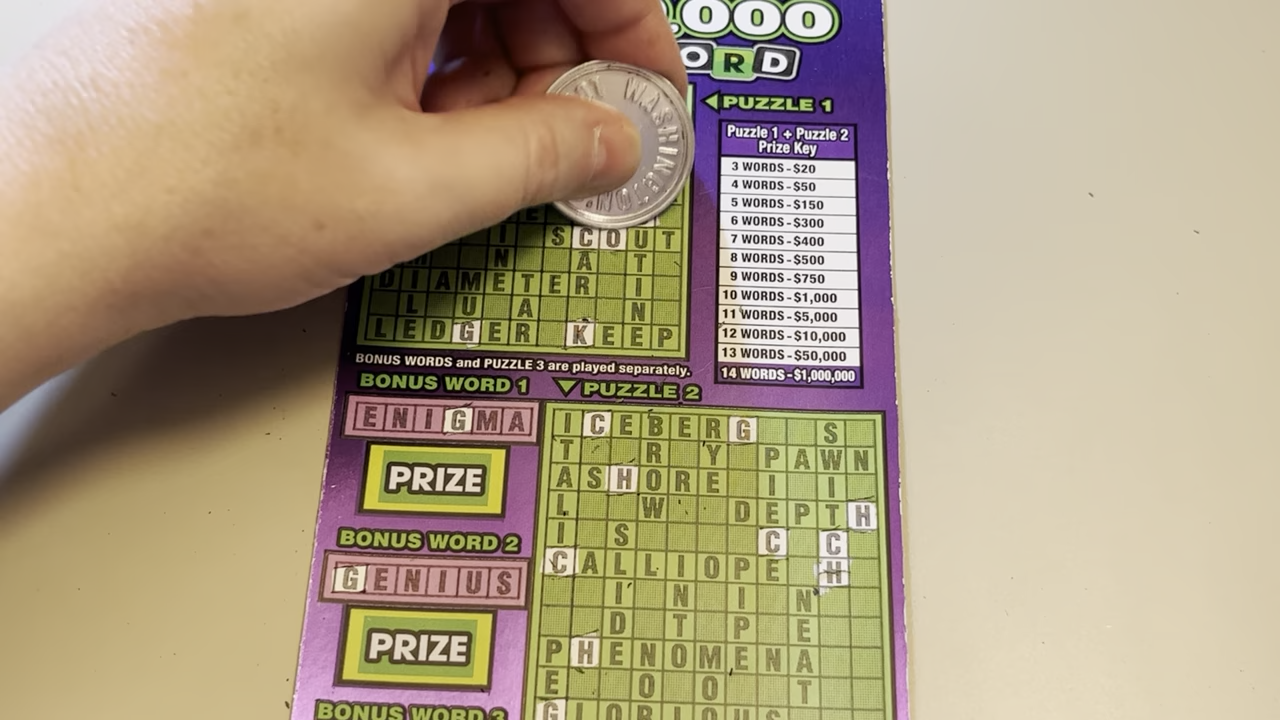 ,000
ORD
WASHINGTON
◀PUZZLE 1
Puzzle 1 + Puzzle 2
Prize Key
3 WORDS - $20
4 WORDS - $50
5 WORDS - $150
6 WORDS - $300
7 WORDS - $400
8 WORDS - $500
9 WORDS - $750
10 WORDS - $1,000
11 WORDS - $5,000
12 WORDS - $10,000
13 WORDS - $50,000
14 WORDS - $1,000,000
E
I SCOUT
N A T
DIAMETER I
L U A N
LEDGER KEEP
BONUS WORDS and PUZZLE 3 are played separately.
BONUS WORD 1
▼PUZZLE 2
ENIGMA
PRIZE
BONUS WORD 2
GENIUS
PRIZE
BONUS WORD 3
I CEBERG S
T R Y PAWN
ASHORE I I
L W DEPTH
I S C C
CALLIOPE H
I N I N
D T P E
PHENOMENA A
E O O T
GLORIOUS